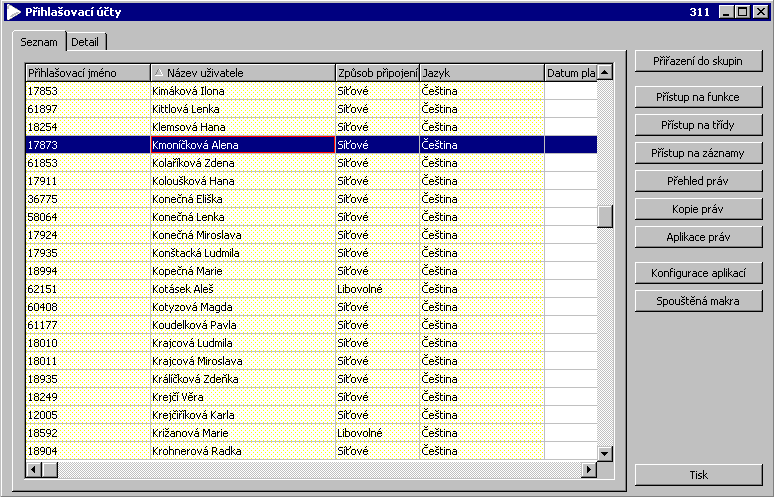 Přihlašovací účty 311
Seznam Detail
Přihlašovací jméno Název uživatele Způsob připojení Jazyk Datum pla
17853 Kimáková Ilona Síťové Čeština
61897 Kittlová Lenka Síťové Čeština
18254 Klemsová Hana Síťové Čeština
17873 Kmoníčková Alena Síťové Čeština
61853 Kolaříková Zdena Síťové Čeština
17911 Koloušková Hana Síťové Čeština
36775 Konečná Eliška Síťové Čeština
58064 Konečná Lenka Síťové Čeština
17924 Konečná Miroslava Síťové Čeština
17935 Konštacká Ludmila Síťové Čeština
18994 Kopečná Marie Síťové Čeština
62151 Kotásek Aleš Libovolné Čeština
60408 Kotyzová Magda Síťové Čeština
61177 Koudelková Pavla Síťové Čeština
18010 Krajcová Ludmila Síťové Čeština
18011 Krajcová Miroslava Síťové Čeština
18935 Králíčková Zdeňka Síťové Čeština
18249 Krejčí Věra Síťové Čeština
12005 Krejčiříková Karla Síťové Čeština
18592 Križanová Marie Libovolné Čeština
18904 Krohnerová Radka Síťové Čeština
Přiřazení do skupin
Přístup na funkce
Přístup na třídy
Přístup na záznamy
Přehled práv
Kopie práv
Aplikace práv
Konfigurace aplikací
Spouštěná makra
Tisk